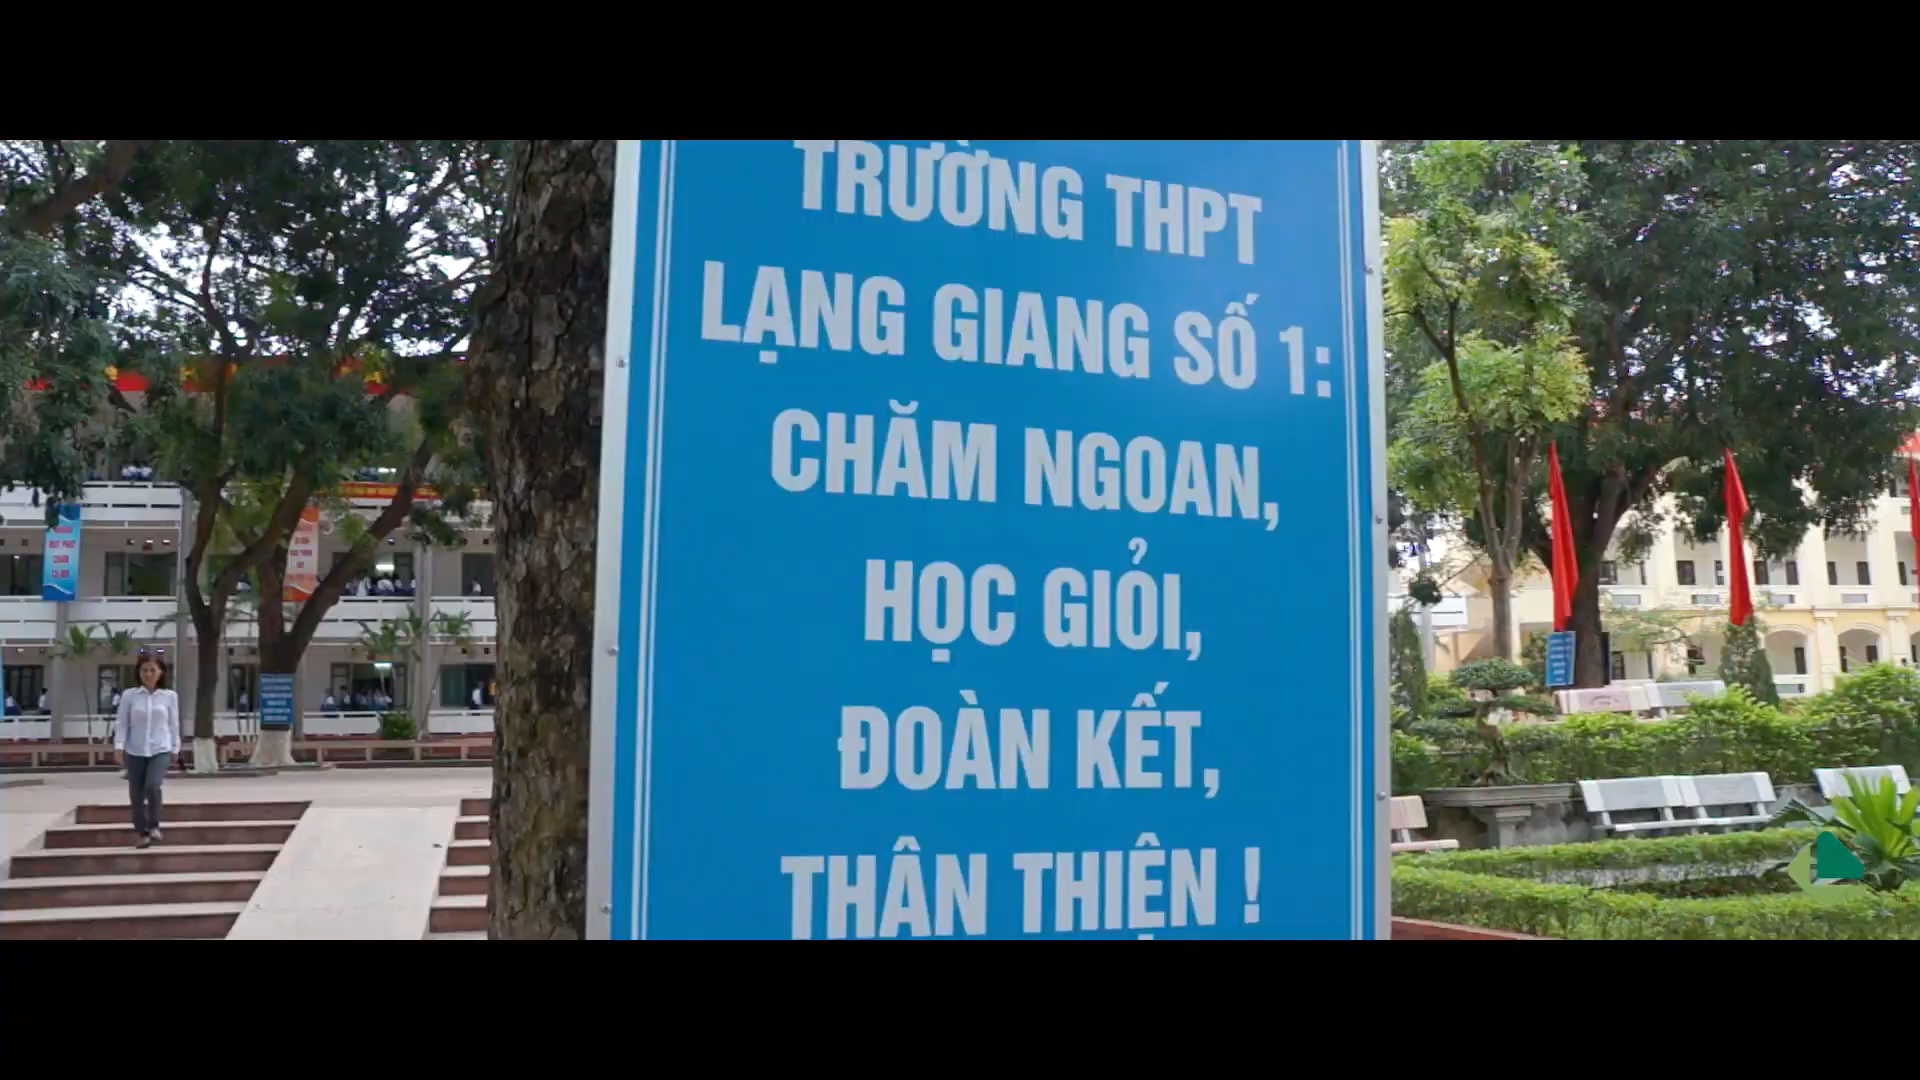 TRƯỜNG THPT
LẠNG GIANG SỐ 1:
CHĂM NGOAN,
HỌC GIỎI,
ĐOÀN KẾT,
THÂN THIỆN !